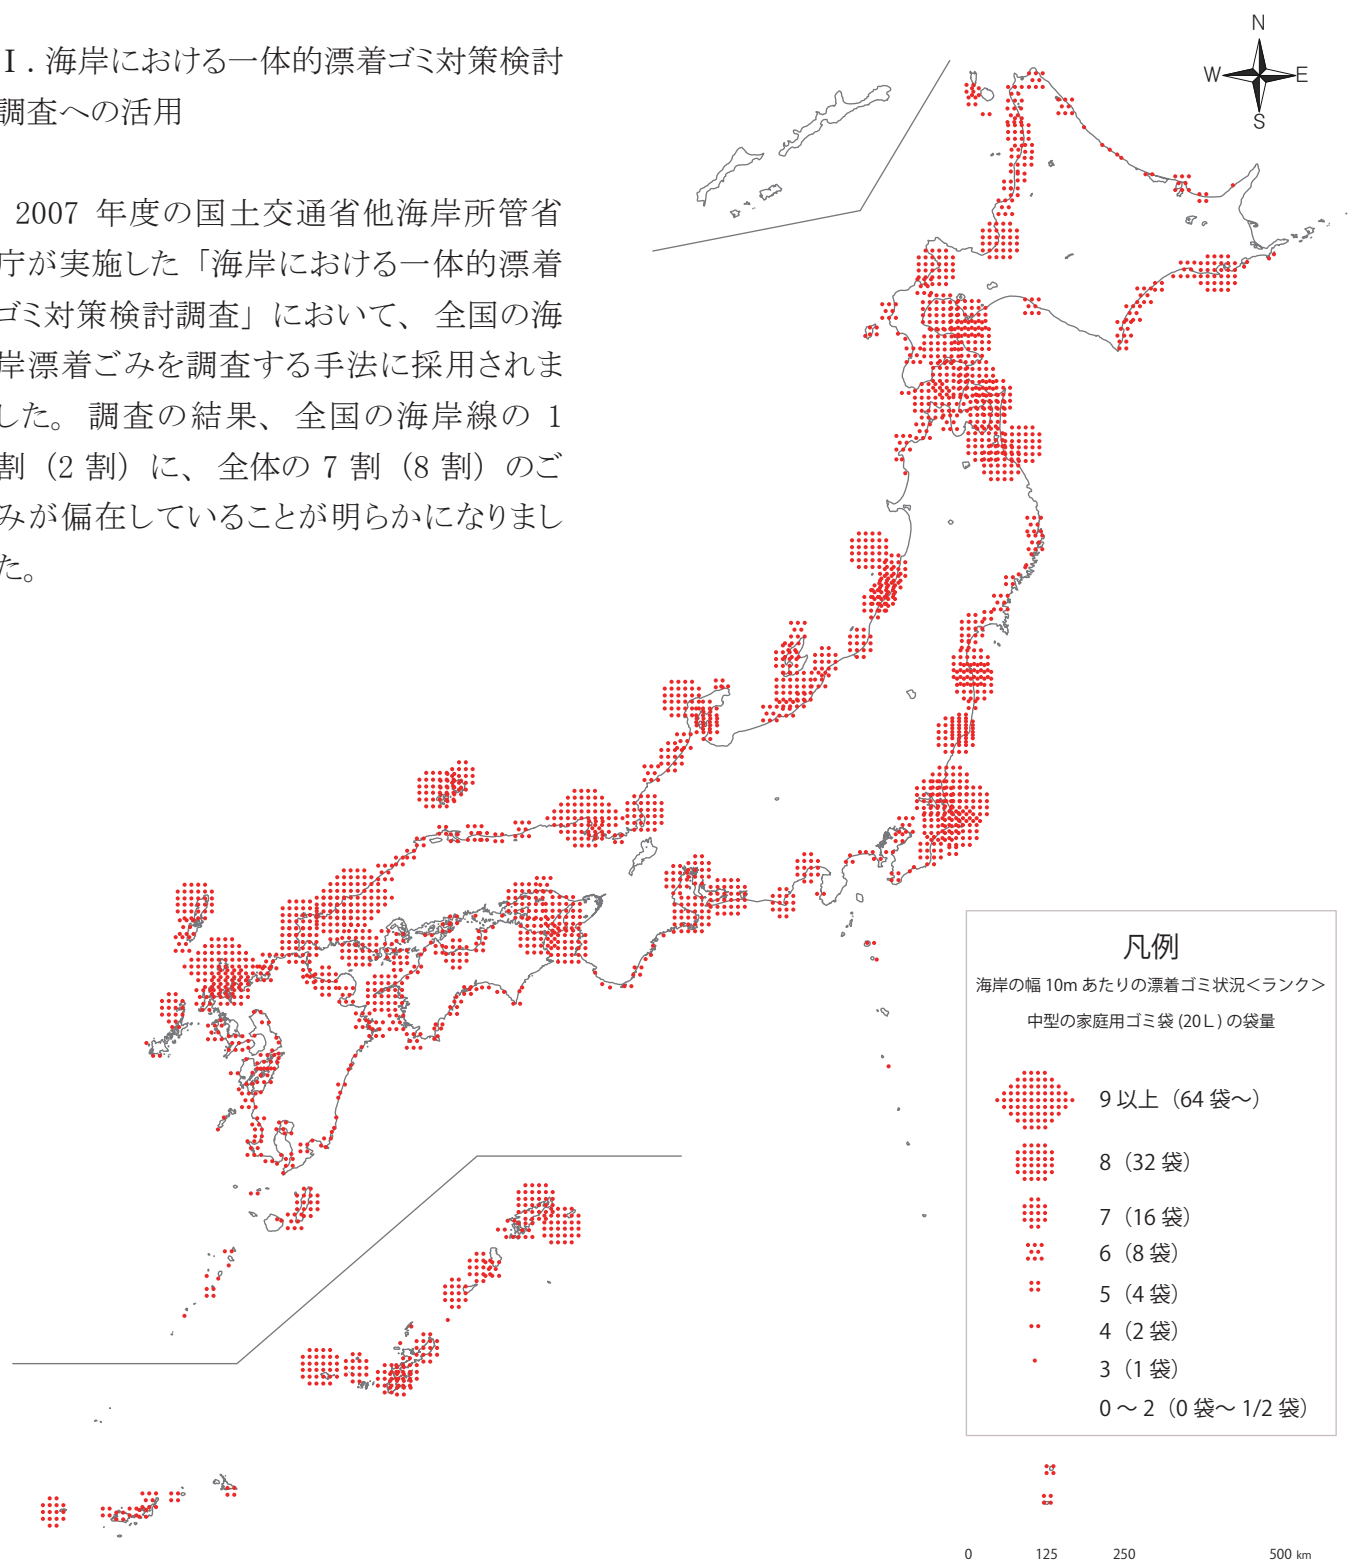 Ⅰ. 海岸における一体的漂着ゴミ対策検討
調査への活用
2007 年度の国土交通省他海岸所管省
庁が実施した「海岸における一体的漂着
ゴミ対策検討調査」において、全国の海
岸漂着ごみを調査する手法に採用されま
した。調査の結果、全国の海岸線の 1
割（2 割）に、全体の 7 割（8 割）のご
みが偏在していることが明らかになりまし
た。
N
W E
S
凡例
海岸の幅 10m あたりの漂着ゴミ状況＜ランク＞
中型の家庭用ゴミ袋 (20L) の袋量
9 以上（64 袋〜）
8（32 袋）
7（16 袋）
6（8 袋）
5（4 袋）
4（2 袋）
3（1 袋）
0 〜 2（0 袋〜 1/2 袋）
0 125 250 500 km